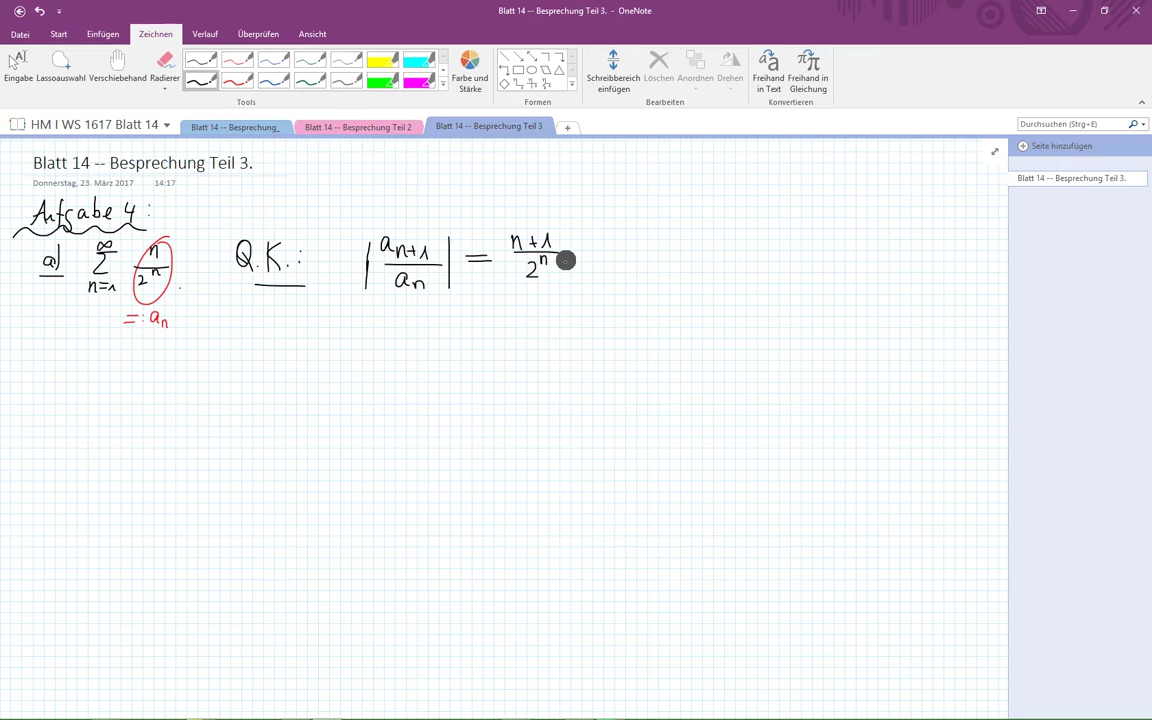 Blatt 14 -- Besprechung Teil 3. - OneNote
Datei Start Einfügen Zeichnen Verlauf Überprüfen Ansicht
Eingabe Lassoauswahl Verschiebehand Radierer Farbe und Stärke Schreibbereich einfügen Löschen Anordnen Drehen Freihand in Text Freihand in Gleichung
Tools Formen Bearbeiten Konvertieren
HM I WS 1617 Blatt 14 Blatt 14 -- Besprechung_ Blatt 14 -- Besprechung Teil 2 Blatt 14 -- Besprechung Teil 3 Durchsuchen (Strg+E)
Seite hinzufügen
Blatt 14 -- Besprechung Teil 3.
Blatt 14 -- Besprechung Teil 3.
Donnerstag, 23. März 2017 14:17
Aufgabe 4:
a) ∑_{n=1}^{∞} n/2^n . Q.K.: |a_{n+1}/a_n| = n+1/2^n
=: a_n